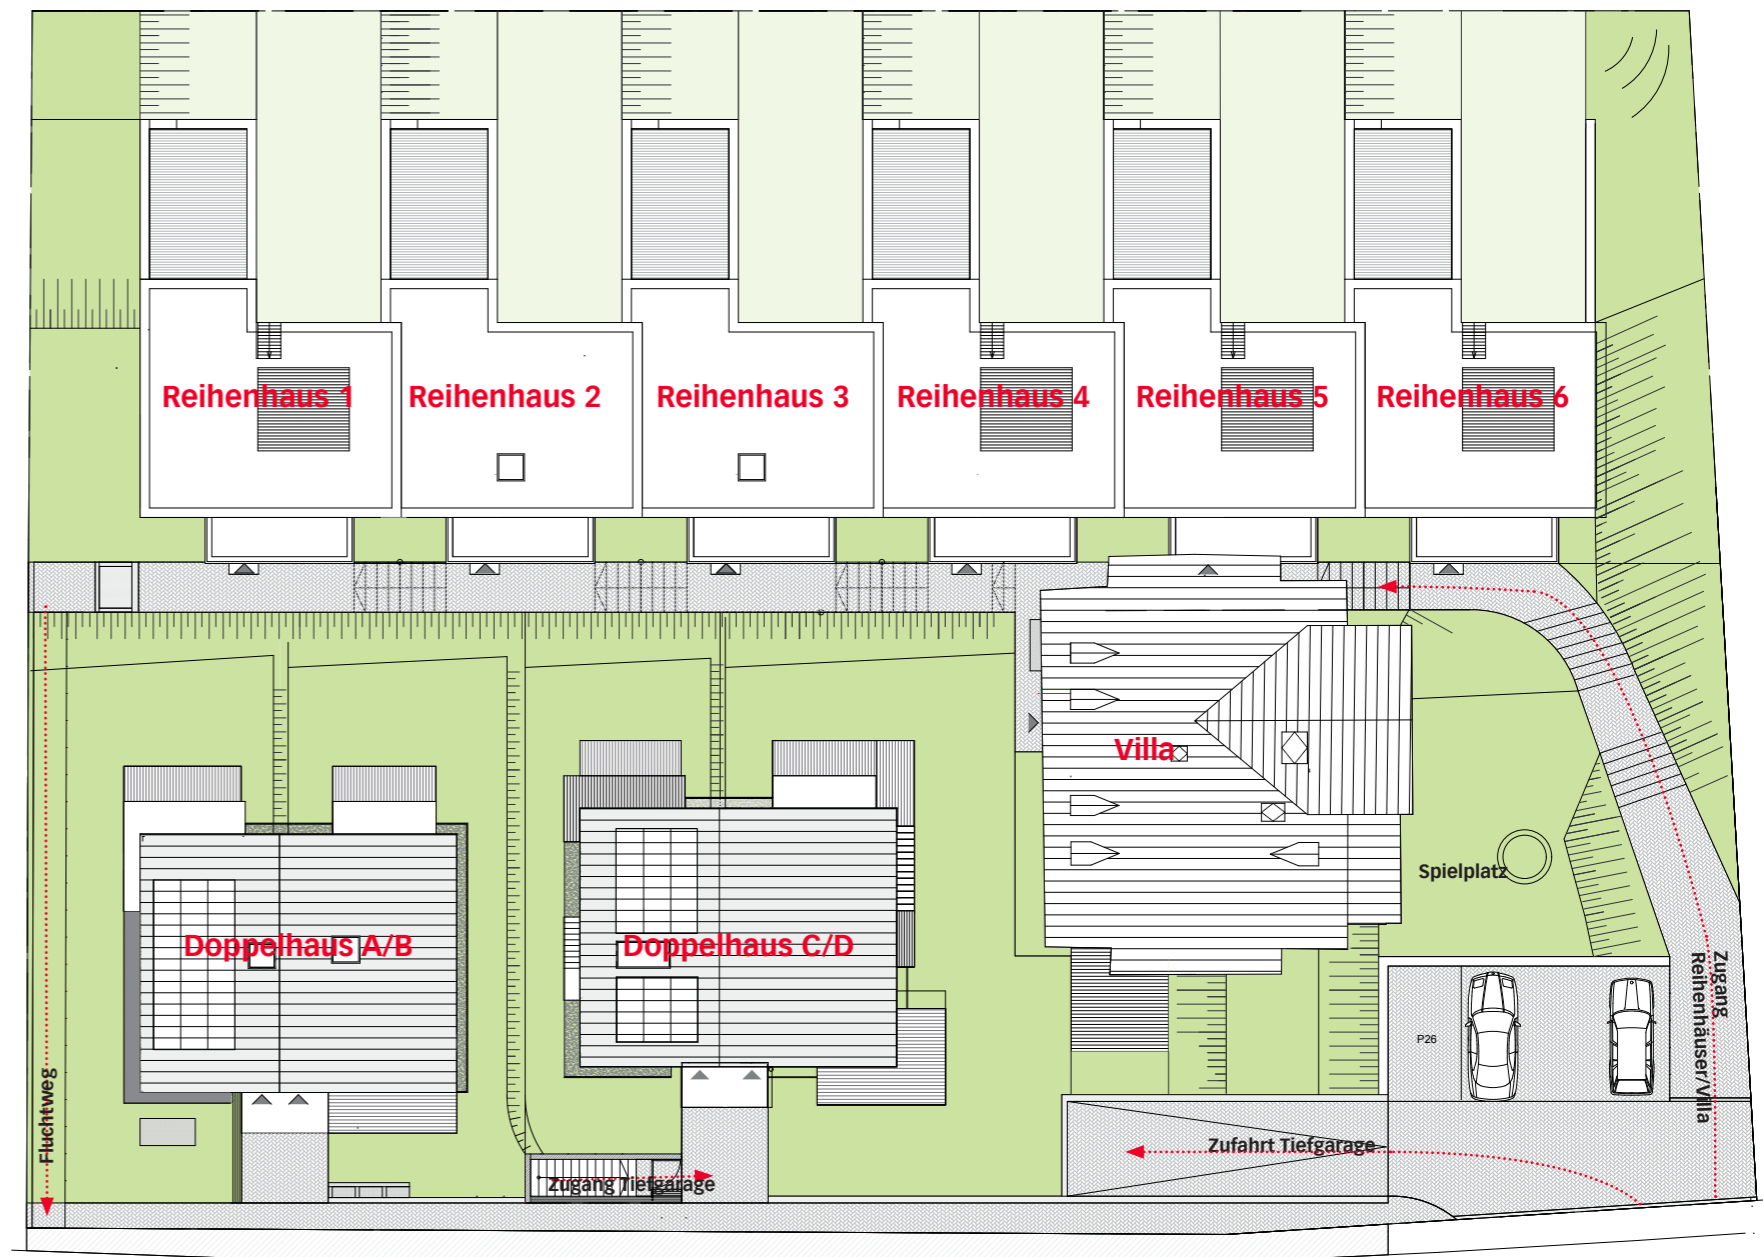 Reihenhaus 1
Reihenhaus 2
Reihenhaus 3
Reihenhaus 4
Reihenhaus 5
Reihenhaus 6
Villa
Spielplatz
Doppelhaus A/B
Doppelhaus C/D
Zugang
Reihenhäuser/Villa
P26
Fluchtweg
Zufahrt Tiefgarage
Zugang Tiefgarage